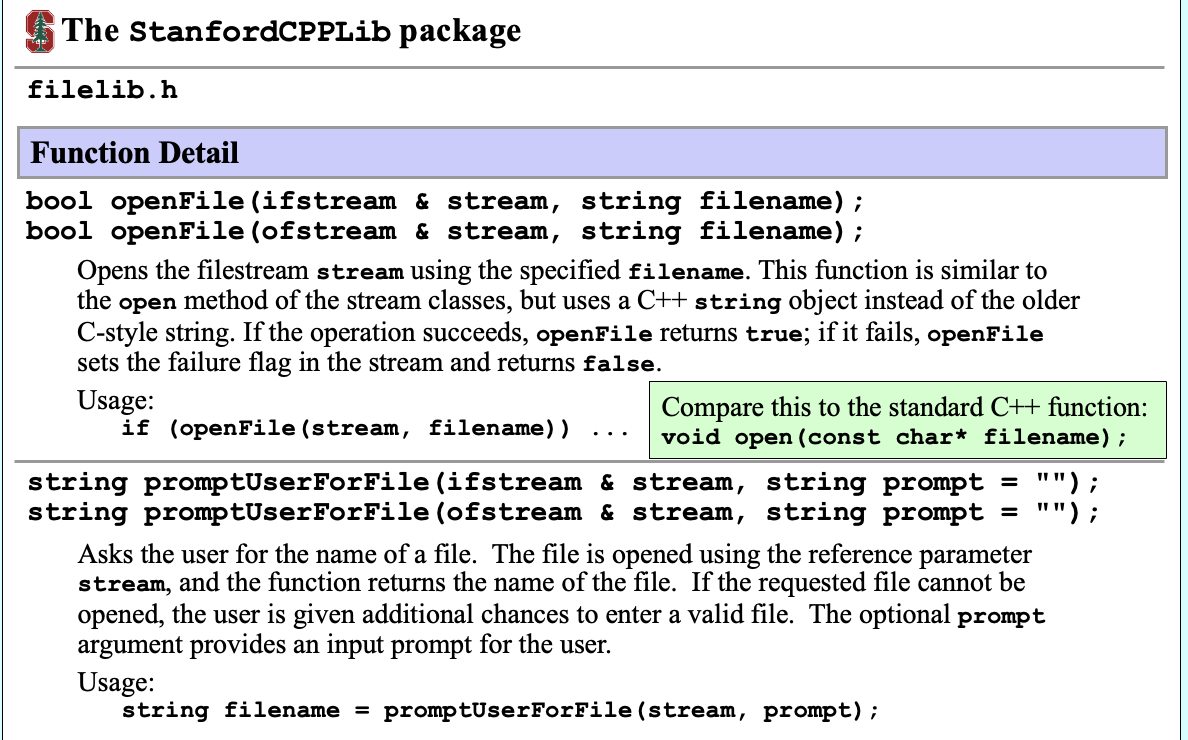 The StanfordCPPLib package
filelib.h
Function Detail
bool openFile(ifstream & stream, string filename);
bool openFile(ofstream & stream, string filename);
Opens the filestream stream using the specified filename. This function is similar to
the open method of the stream classes, but uses a C++ string object instead of the older
C-style string. If the operation succeeds, openFile returns true; if it fails, openFile
sets the failure flag in the stream and returns false.
Usage:
if (openFile(stream, filename)) ...
Compare this to the standard C++ function:
void open(const char* filename);
string promptUserForFile(ifstream & stream, string prompt = "");
string promptUserForFile(ofstream & stream, string prompt = "");
Asks the user for the name of a file. The file is opened using the reference parameter
stream, and the function returns the name of the file. If the requested file cannot be
opened, the user is given additional chances to enter a valid file. The optional prompt
argument provides an input prompt for the user.
Usage:
string filename = promptUserForFile(stream, prompt);